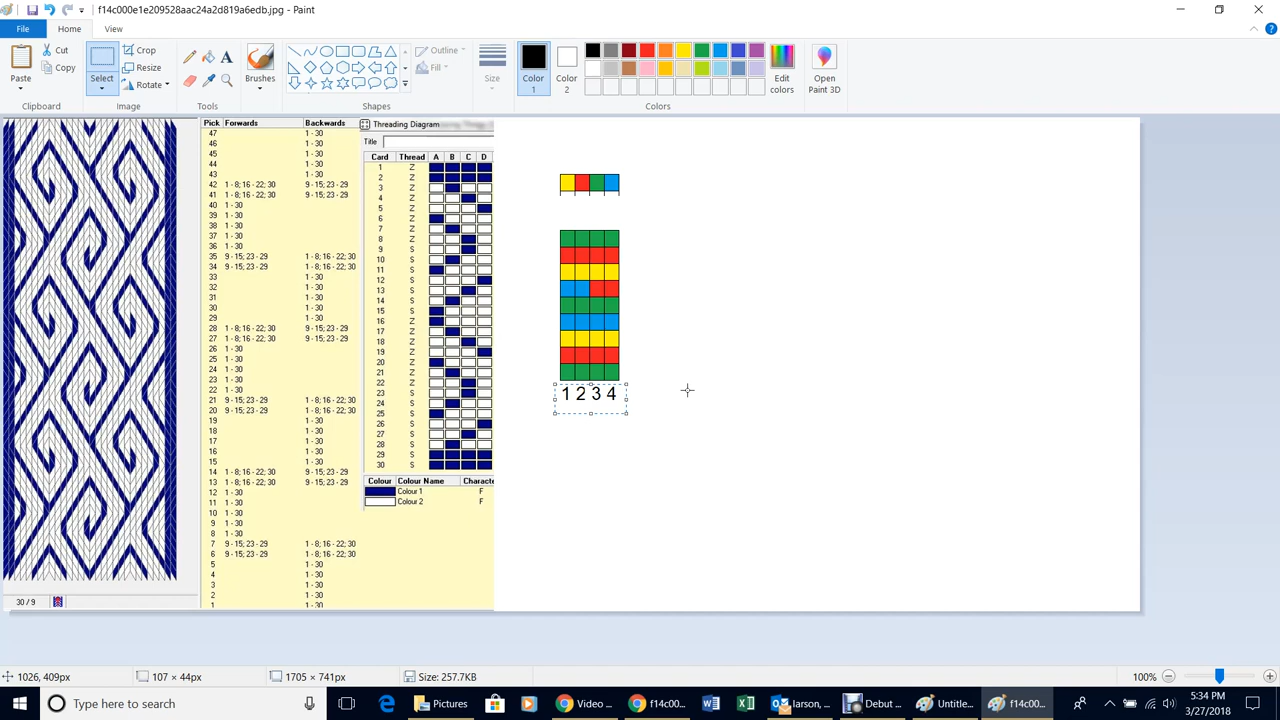 f14c000e1e209528aac24a2d819a6edb.jpg - Paint
File Home View
Paste Cut Copy Select Crop Resize Rotate Brushes Outline Fill Size Color 1 Color 2 Edit colors Open Paint 3D
Clipboard Image Tools Shapes Colors
Pick Forwards Backwards
47 1 - 30
46 1 - 30
45 1 - 30
44 1 - 30
43 1 - 30
42 1 - 8; 16 - 22; 30 9 - 15; 23 - 29
41 1 - 8; 16 - 22; 30 9 - 15; 23 - 29
40 1 - 30
39 1 - 30
38 1 - 30
37 1 - 30
36 1 - 30
35 9 - 15; 23 - 29 1 - 8; 16 - 22; 30
34 9 - 15; 23 - 29 1 - 8; 16 - 22; 30
33 1 - 30
32 1 - 30
31 1 - 30
30 1 - 30
29 1 - 30
28 1 - 8; 16 - 22; 30 9 - 15; 23 - 29
27 1 - 8; 16 - 22; 30 9 - 15; 23 - 29
26 1 - 30
25 1 - 30
24 1 - 30
23 1 - 30
22 1 - 30
21 9 - 15; 23 - 29 1 - 8; 16 - 22; 30
20 9 - 15; 23 - 29 1 - 8; 16 - 22; 30
19 1 - 30
18 1 - 30
17 1 - 30
16 1 - 30
15 1 - 30
14 1 - 8; 16 - 22; 30 9 - 15; 23 - 29
13 1 - 8; 16 - 22; 30 9 - 15; 23 - 29
12 1 - 30
11 1 - 30
10 1 - 30
9 1 - 30
8 1 - 30
7 9 - 15; 23 - 29 1 - 8; 16 - 22; 30
6 9 - 15; 23 - 29 1 - 8; 16 - 22; 30
5 1 - 30
4 1 - 30
3 1 - 30
2 1 - 30
1 1 - 30
Threading Diagram
Title
Card Thread A B C D
1 Z
2 Z
3 Z
4 Z
5 Z
6 Z
7 Z
8 Z
9 S
10 S
11 S
12 S
13 S
14 S
15 S
16 Z
17 Z
18 Z
19 Z
20 Z
21 Z
22 Z
23 S
24 S
25 S
26 S
27 S
28 S
29 S
30 S
Colour Colour Name Character
Colour 1 F
Colour 2 F
30 / 9
1 2 3 4
1026, 409px 107 × 44px 1705 × 741px Size: 257.7KB 100%
Type here to search
Pictures Video ... f14c00... larson, ... Debut ... Untitle... f14c00...
5:34 PM
3/27/2018